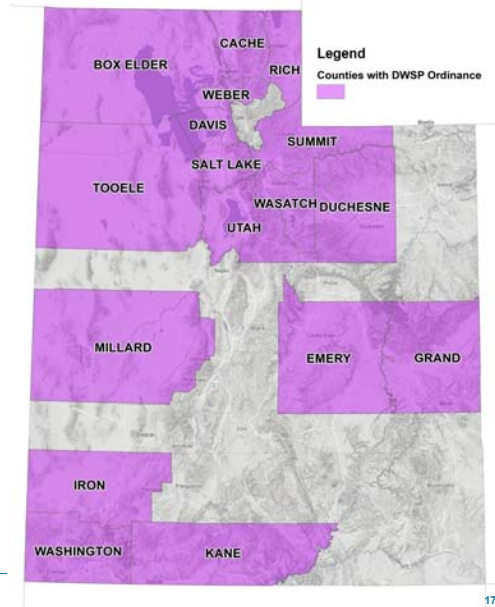 CACHE
BOX ELDER
RICH
WEBER
DAVIS
SUMMIT
SALT LAKE
TOOELE
WASATCH
DUCHESNE
UTAH
MILLARD
EMERY
GRAND
IRON
WASHINGTON
KANE
Legend
Counties with DWSP Ordinance
17